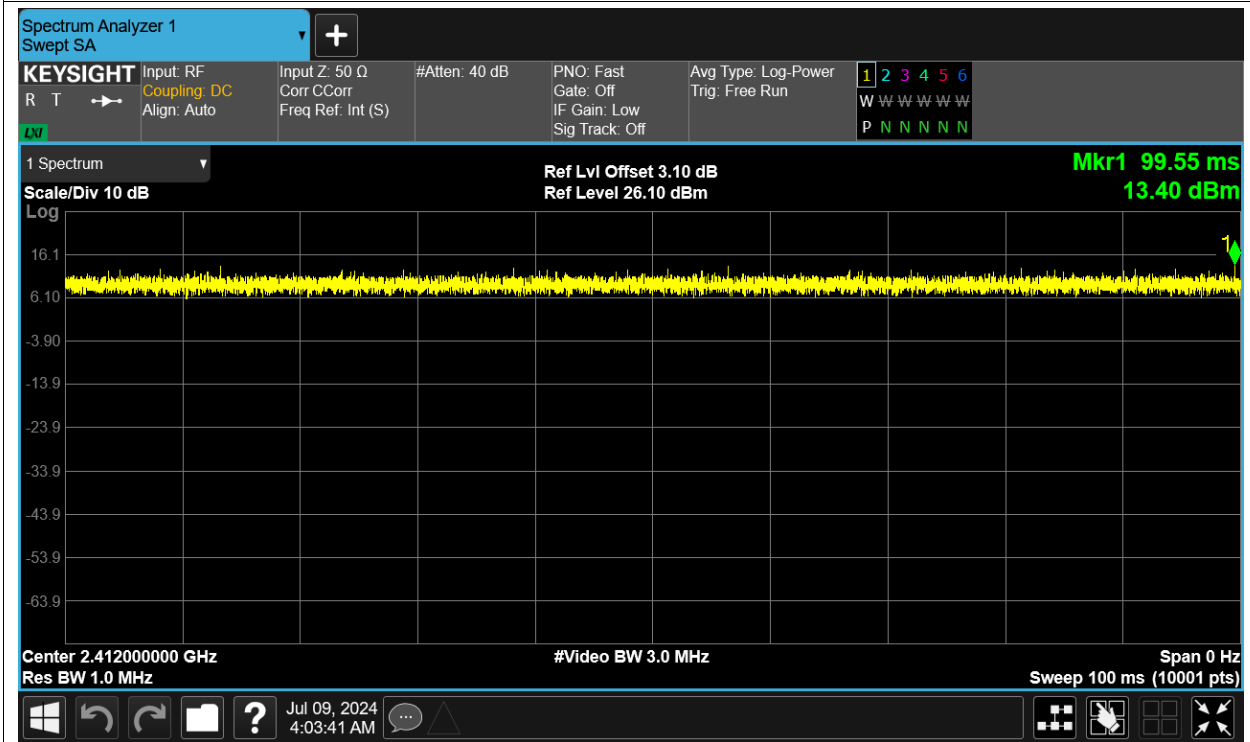 Spectrum Analyzer 1
Swept SA
KEYSIGHT
R T
LXI
Input: RF
Coupling: DC
Align: Auto
Input Z: 50 Ω
Corr CCorr
Freq Ref: Int (S)
#Atten: 40 dB
PNO: Fast
Gate: Off
IF Gain: Low
Sig Track: Off
Avg Type: Log-Power
Trig: Free Run
1 2 3 4 5 6
W W W W W W
P N N N N N
1 Spectrum
Scale/Div 10 dB
Log
Ref Lvl Offset 3.10 dB
Ref Level 26.10 dBm
Mkr1 99.55 ms
13.40 dBm
1
16.1
6.10
-3.90
-13.9
-23.9
-33.9
-43.9
-53.9
-63.9
Center 2.412000000 GHz
Res BW 1.0 MHz
#Video BW 3.0 MHz
Span 0 Hz
Sweep 100 ms (10001 pts)
?
Jul 09, 2024
4:03:41 AM